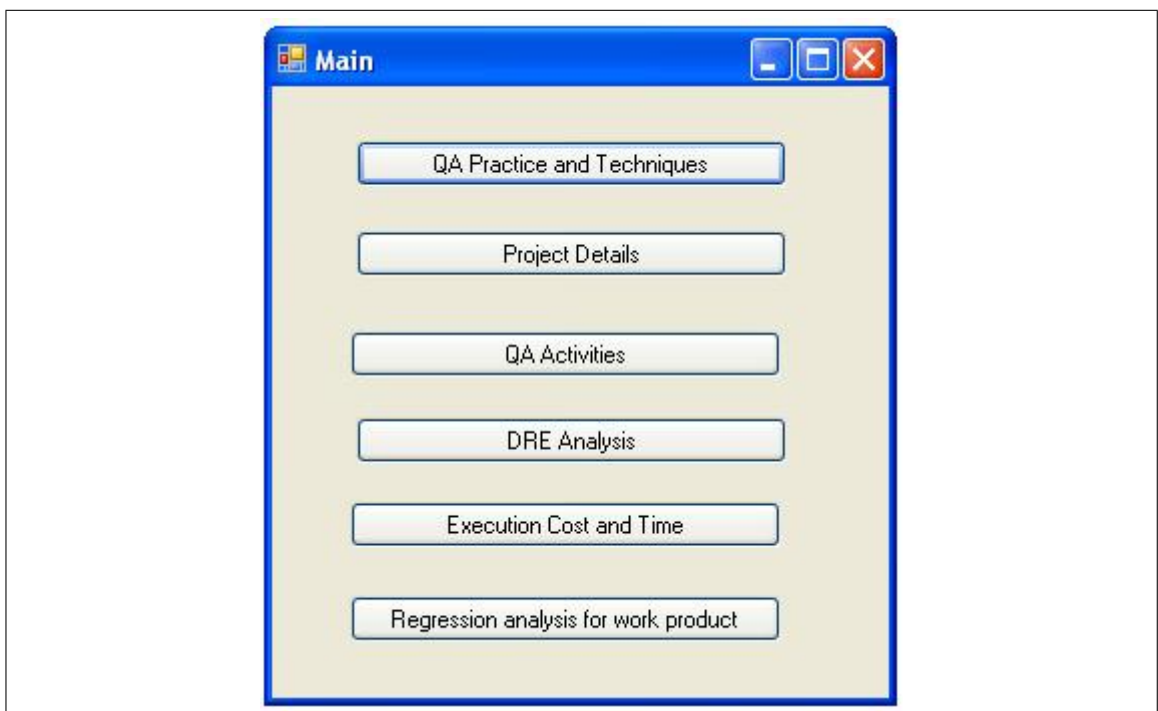 Main
QA Practice and Techniques
Project Details
QA Activities
DRE Analysis
Execution Cost and Time
Regression analysis for work product